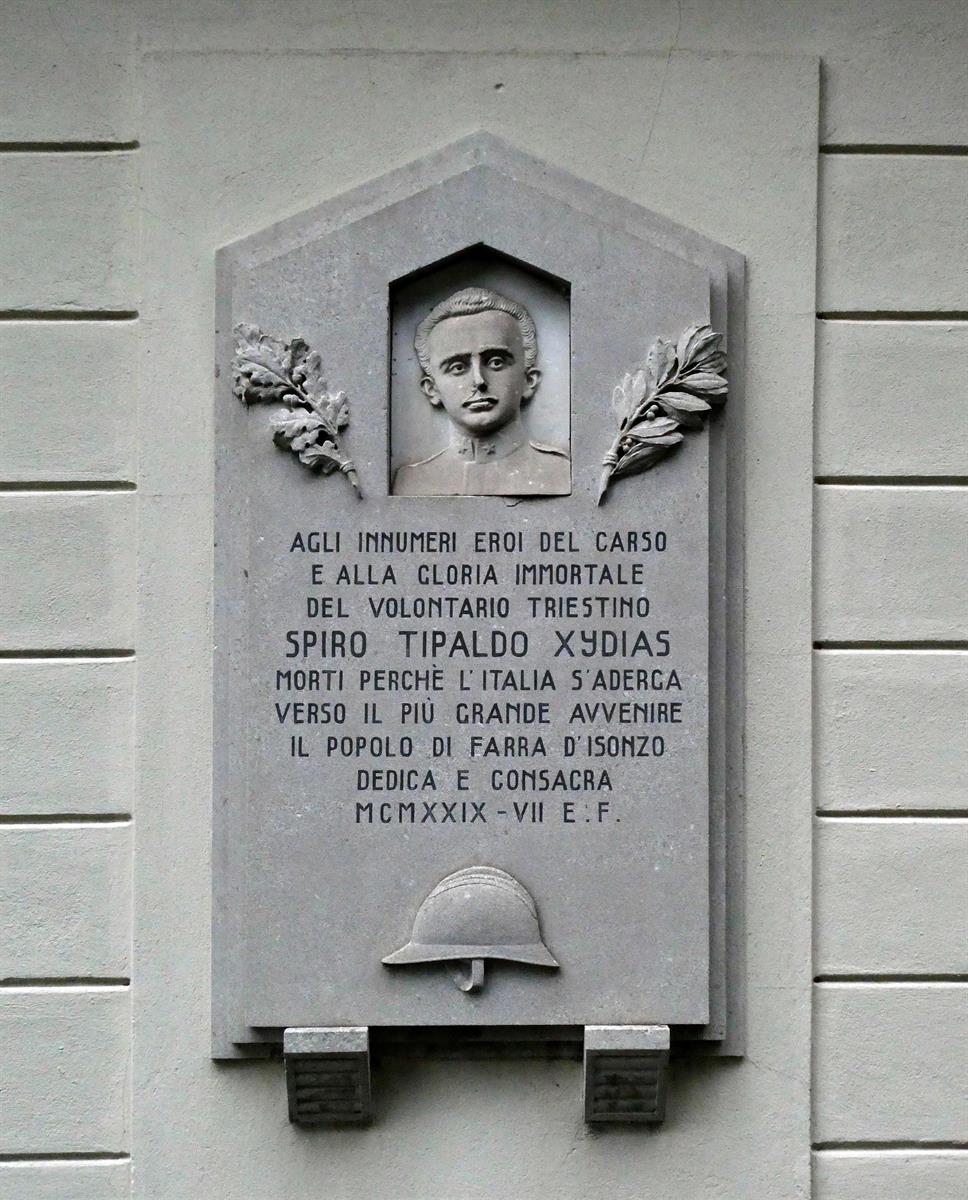 AGLI INNUMERI EROI DEL CARSO
E ALLA GLORIA IMMORTALE
DEL VOLONTARIO TRIESTINO
SPIRO TIPALDO XYDIAS
MORTI PERCHÈ L'ITALIA S'ADERGA
VERSO IL PIÙ GRANDE AVVENIRE
IL POPOLO DI FARRA D'ISONZO
DEDICA E CONSACRA
MCMXXIX - VII E.F.